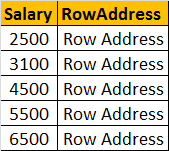 Salary RowAddress
2500 Row Address
3100 Row Address
4500 Row Address
5500 Row Address
6500 Row Address